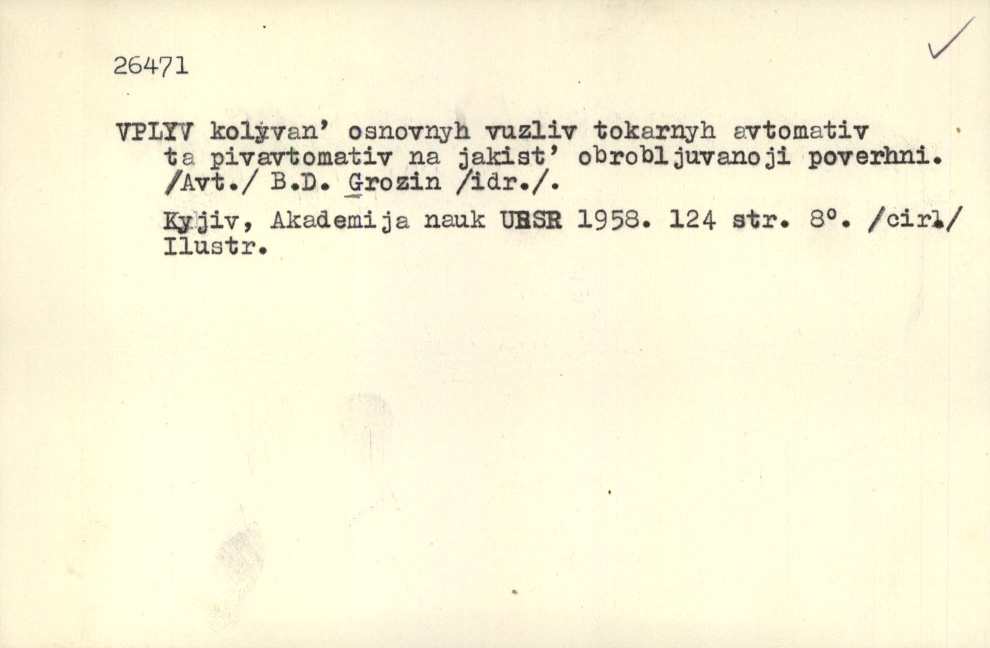 26471
VPLYV kolyvan’ osnovnyh vuzliv tokarnyh avtomativ
ta pivavtomativ na jakist’ obrobljuvanoji poverhni.
/Avt./ B.D. Grozin /idr./.
Kyjiv, Akademija nauk URSR 1958. 124 str. 8°. /cirl/
Ilustr.